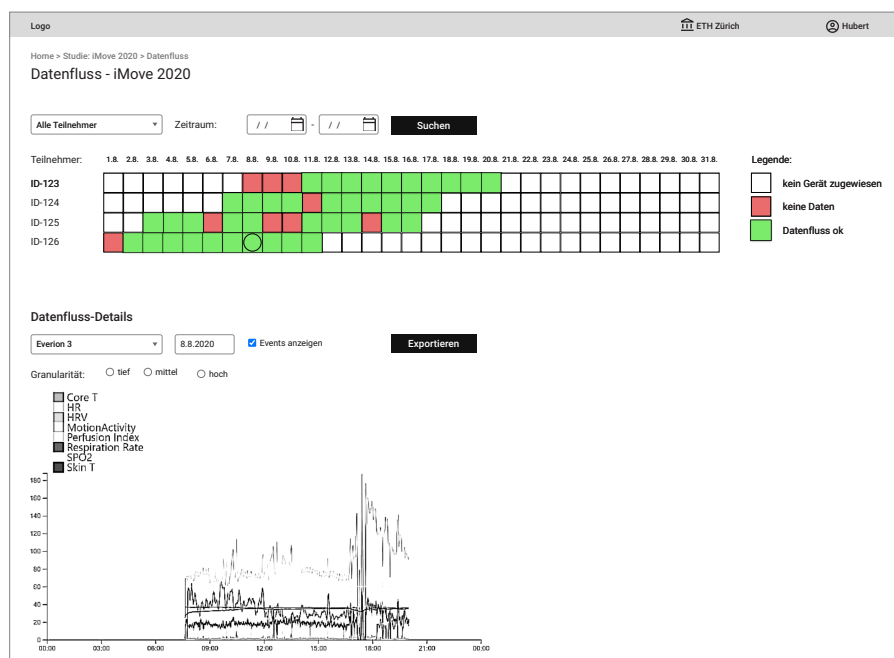 Logo ETH Zürich Hubert
Home > Studie: iMove 2020 > Datenfluss
Datenfluss - iMove 2020
Alle Teilnehmer Zeitraum: / / - / / Suchen
Teilnehmer: 1.8. 2.8. 3.8. 4.8. 5.8. 6.8. 7.8. 8.8. 9.8. 10.8. 11.8. 12.8. 13.8. 14.8. 15.8. 16.8. 17.8. 18.8. 19.8. 20.8. 21.8. 22.8. 23.8. 24.8. 25.8. 26.8. 27.8. 28.8. 29.8. 30.8. 31.8. Legende:
ID-123 kein Gerät zugewiesen
ID-124 keine Daten
ID-125 Datenfluss ok
ID-126
Datenfluss-Details
Everion 3 8.8.2020 Events anzeigen Exportieren
Granularität: tief mittel hoch
Core T
HR
HRV
MotionActivity
Perfusion Index
Respiration Rate
SPO2
Skin T
180
160
140
120
100
80
60
40
20
0
00:00 03:00 06:00 09:00 12:00 15:00 18:00 21:00 00:00